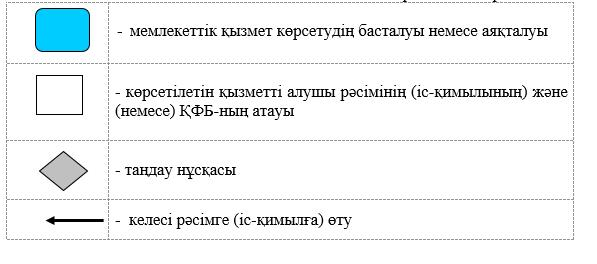 - мемлекеттік қызмет көрсетудің басталуы немесе аяқталуы
- көрсетілетін қызметті алушы рәсімінің (іс-қимылының) және
(немесе) ҚФБ-ның атауы
- таңдау нұсқасы
- келесі рәсімге (іс-қимылға) өту